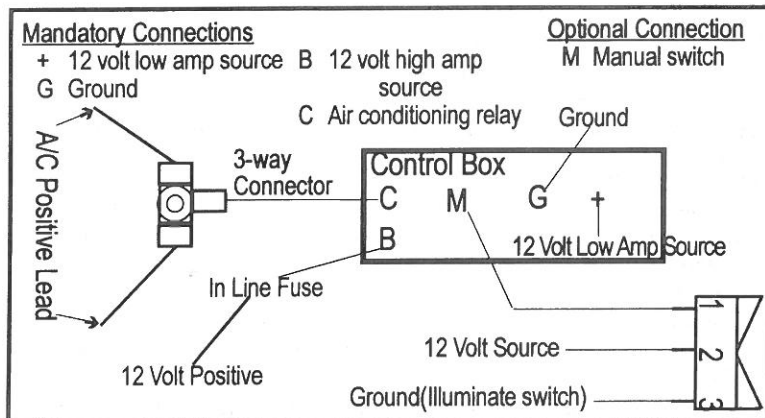 Mandatory Connections
+ 12 volt low amp source
G Ground
B 12 volt high amp
source
C Air conditioning relay
Optional Connection
M Manual switch
Ground
A/C Positive Lead
3-way
Connector
Control Box
C M G +
B
12 Volt Low Amp Source
In Line Fuse
12 Volt Positive
1
12 Volt Source
2
Ground(Illuminate switch)
3